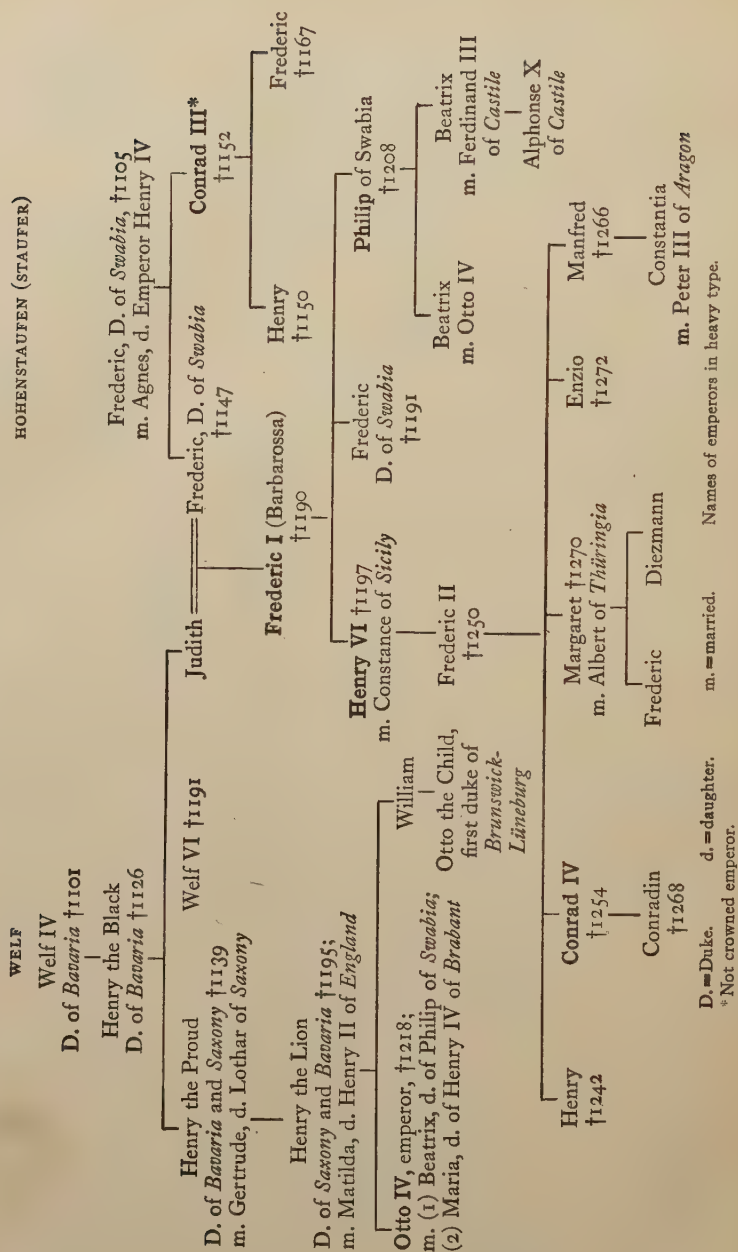 WELF
Welf IV
D. of Bavaria †1101
Henry the Black
D. of Bavaria †1126
Henry the Proud
D. of Bavaria and Saxony †1139
m. Gertrude, d. Lothar of Saxony
Welf VI †1191
Judith
Henry the Lion
D. of Saxony and Bavaria †1195;
m. Matilda, d. Henry II of England
Otto IV, emperor, †1218;
m. (1) Beatrix, d. of Philip of Swabia;
(2) Maria, d. of Henry IV of Brabant
William
Otto the Child,
first duke of
Brunswick-
Lüneburg
HOHENSTAUFEN (STAUFER)
Frederic, D. of Swabia, †1105
m. Agnes, d. Emperor Henry IV
Frederic, D. of Swabia
†1147
Conrad III*
†1152
Frederic I (Barbarossa)
†1190
Henry
†1150
Frederic
†1167
Henry VI †1197
m. Constance of Sicily
Frederic
D. of Swabia
†1191
Philip of Swabia
†1208
Frederic II
†1250
Beatrix
m. Otto IV
Beatrix
m. Ferdinand III
of Castile
Alphonse X
of Castile
Henry
†1242
Conrad IV
†1254
Conradin
†1268
Margaret †1270
m. Albert of Thüringia
Frederic
Diezmann
Enzio
†1272
Manfred
†1266
Constantia
m. Peter III of Aragon
D.=Duke. d.=daughter. m.=married. Names of emperors in heavy type.
* Not crowned emperor.